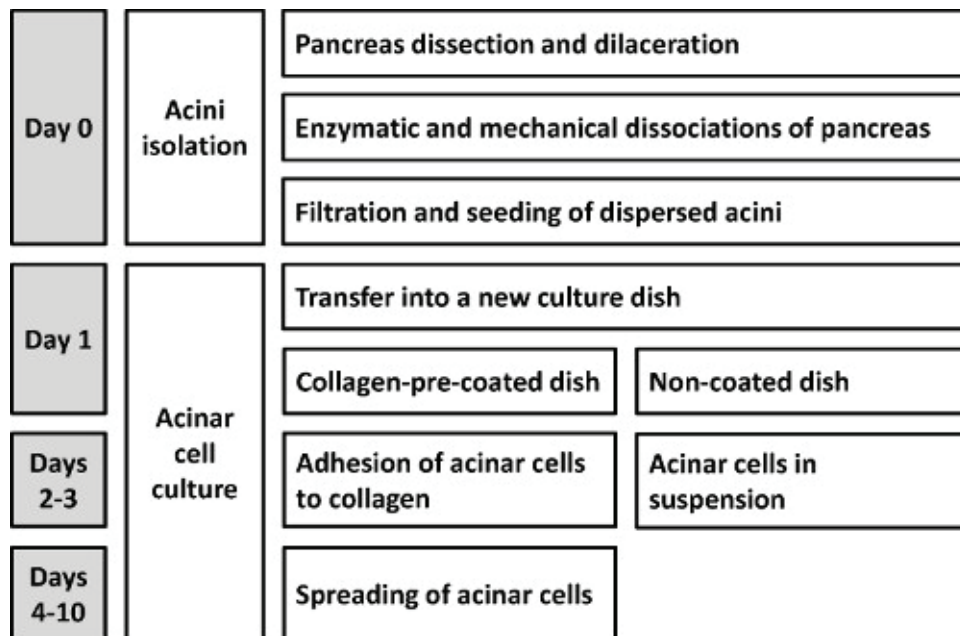 Day 0
Acini
isolation
Pancreas dissection and dilaceration
Enzymatic and mechanical dissociations of pancreas
Filtration and seeding of dispersed acini
Day 1
Acinar
cell
culture
Transfer into a new culture dish
Collagen-pre-coated dish
Non-coated dish
Days
2-3
Adhesion of acinar cells
to collagen
Acinar cells in
suspension
Days
4-10
Spreading of acinar cells